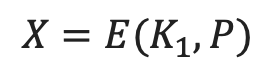 X = E(K₁, P)